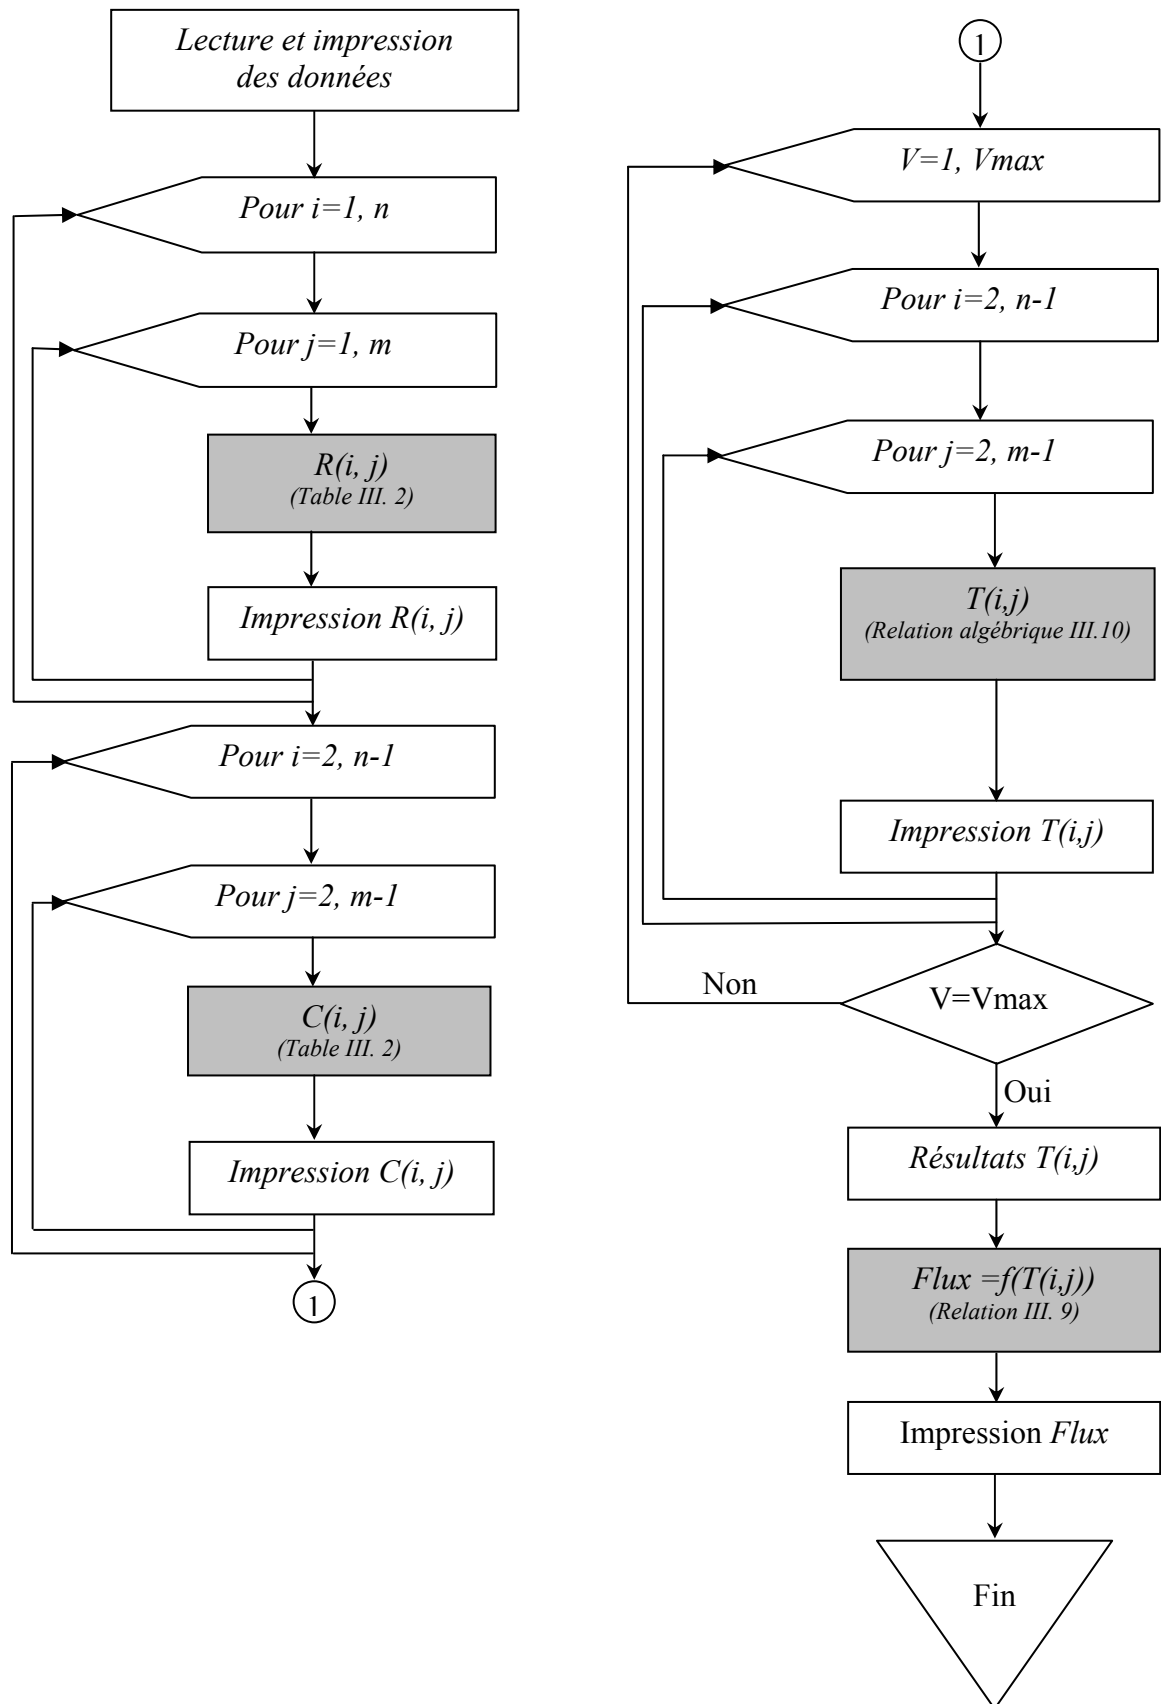 Lecture et impression
des données
Pour i=1, n
Pour j=1, m
R(i, j)
(Table III. 2)
Impression R(i, j)
Pour i=2, n-1
Pour j=2, m-1
C(i, j)
(Table III. 2)
Impression C(i, j)
1
1
V=1, Vmax
Pour i=2, n-1
Pour j=2, m-1
T(i,j)
(Relation algébrique III.10)
Impression T(i,j)
Non
V=Vmax
Oui
Résultats T(i,j)
Flux =f(T(i,j))
(Relation III. 9)
Impression Flux
Fin